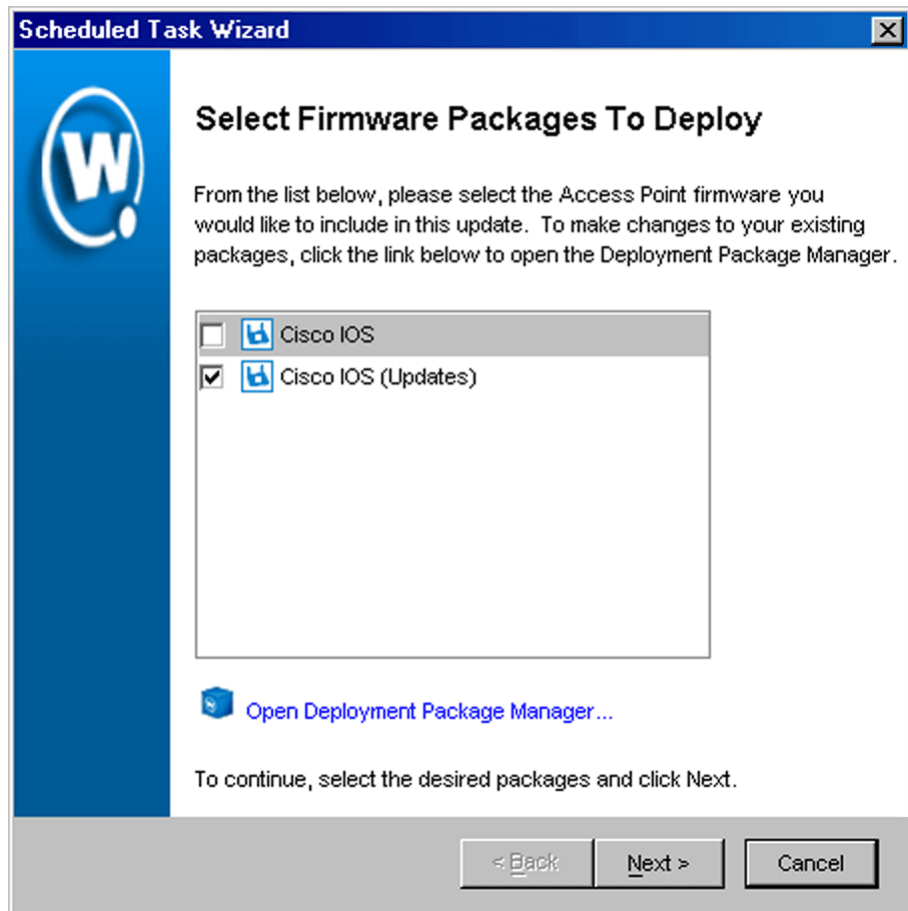 Scheduled Task Wizard
W
Select Firmware Packages To Deploy
From the list below, please select the Access Point firmware you
would like to include in this update. To make changes to your existing
packages, click the link below to open the Deployment Package Manager.
Cisco IOS
Cisco IOS (Updates)
Open Deployment Package Manager...
To continue, select the desired packages and click Next.
< Back
Next >
Cancel